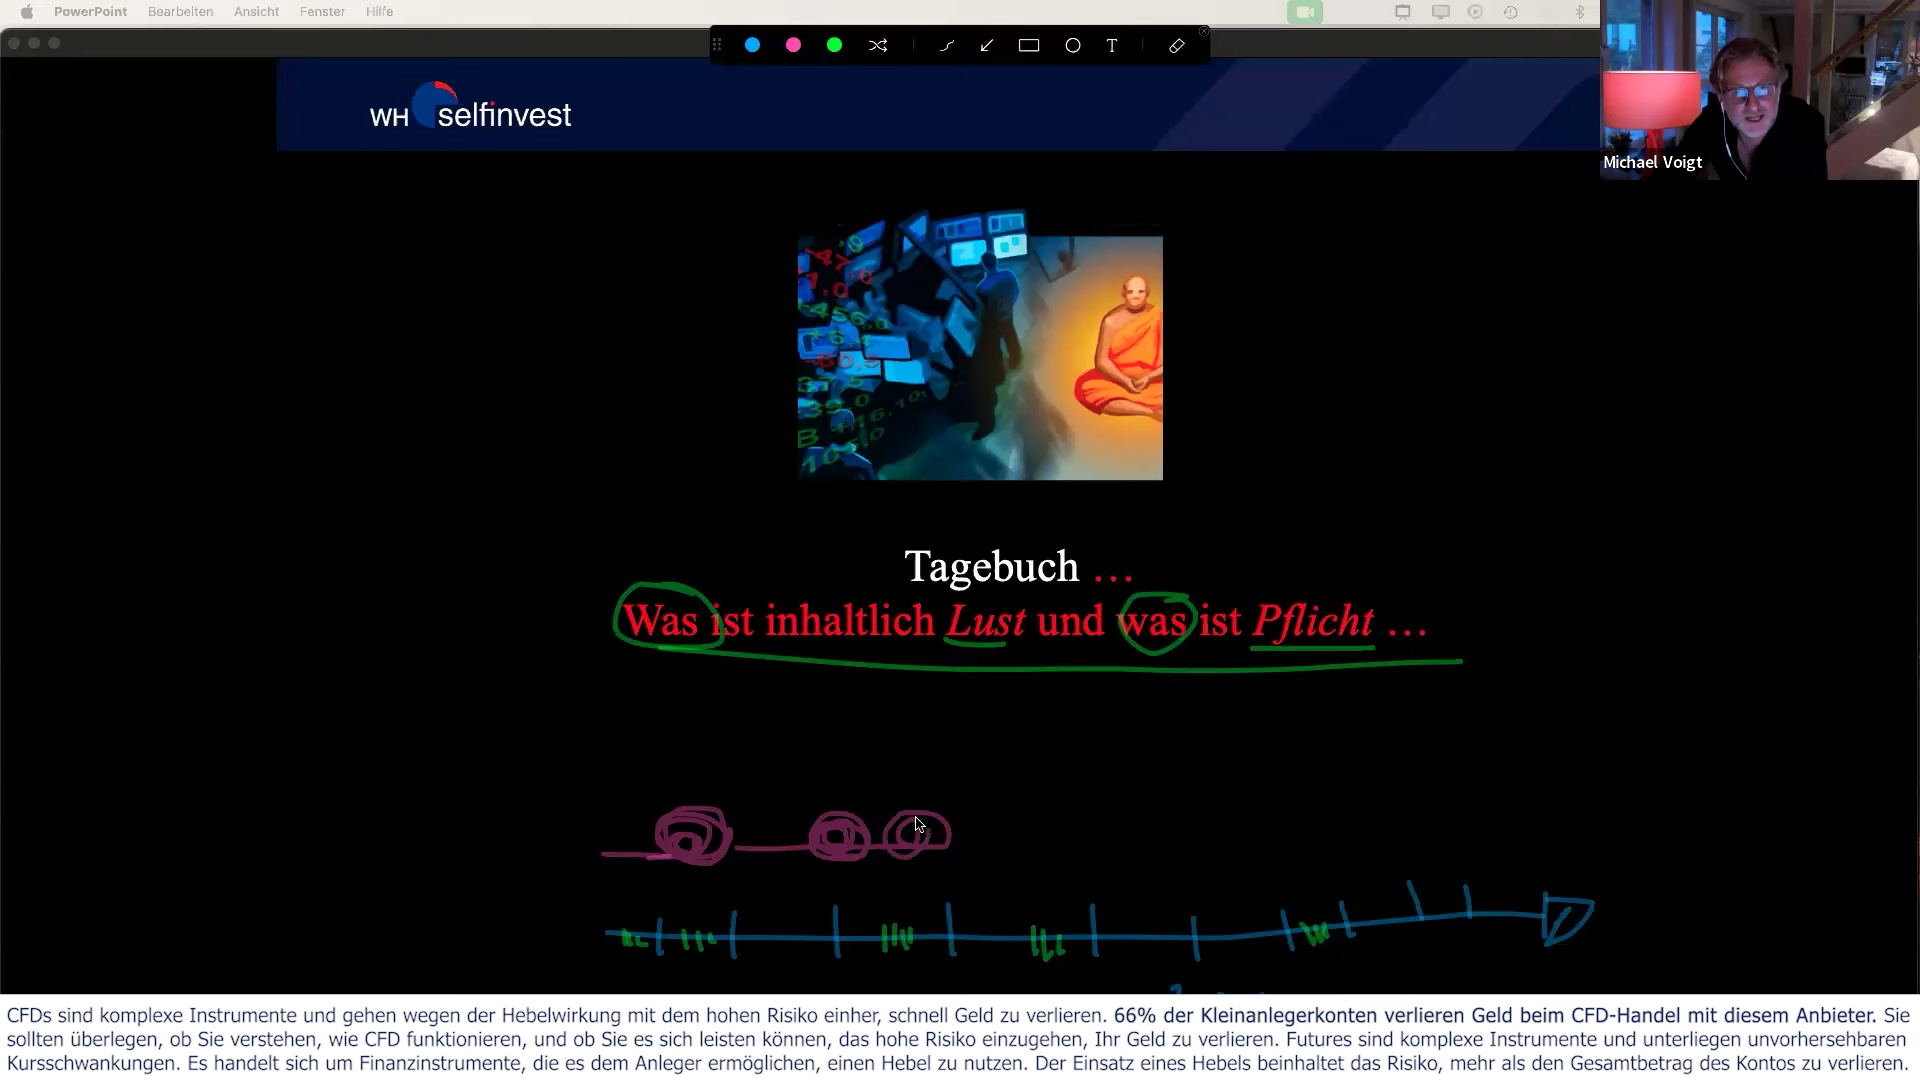 PowerPoint Bearbeiten Ansicht Fenster Hilfe
T
WH selfinvest
Michael Voigt
Tagebuch ...
Was ist inhaltlich Lust und was ist Pflicht ...
CFDs sind komplexe Instrumente und gehen wegen der Hebelwirkung mit dem hohen Risiko einher, schnell Geld zu verlieren. 66% der Kleinanlegerkonten verlieren Geld beim CFD-Handel mit diesem Anbieter. Sie
sollten überlegen, ob Sie verstehen, wie CFD funktionieren, und ob Sie es sich leisten können, das hohe Risiko einzugehen, Ihr Geld zu verlieren. Futures sind komplexe Instrumente und unterliegen unvorhersehbaren
Kursschwankungen. Es handelt sich um Finanzinstrumente, die es dem Anleger ermöglichen, einen Hebel zu nutzen. Der Einsatz eines Hebels beinhaltet das Risiko, mehr als den Gesamtbetrag des Kontos zu verlieren.